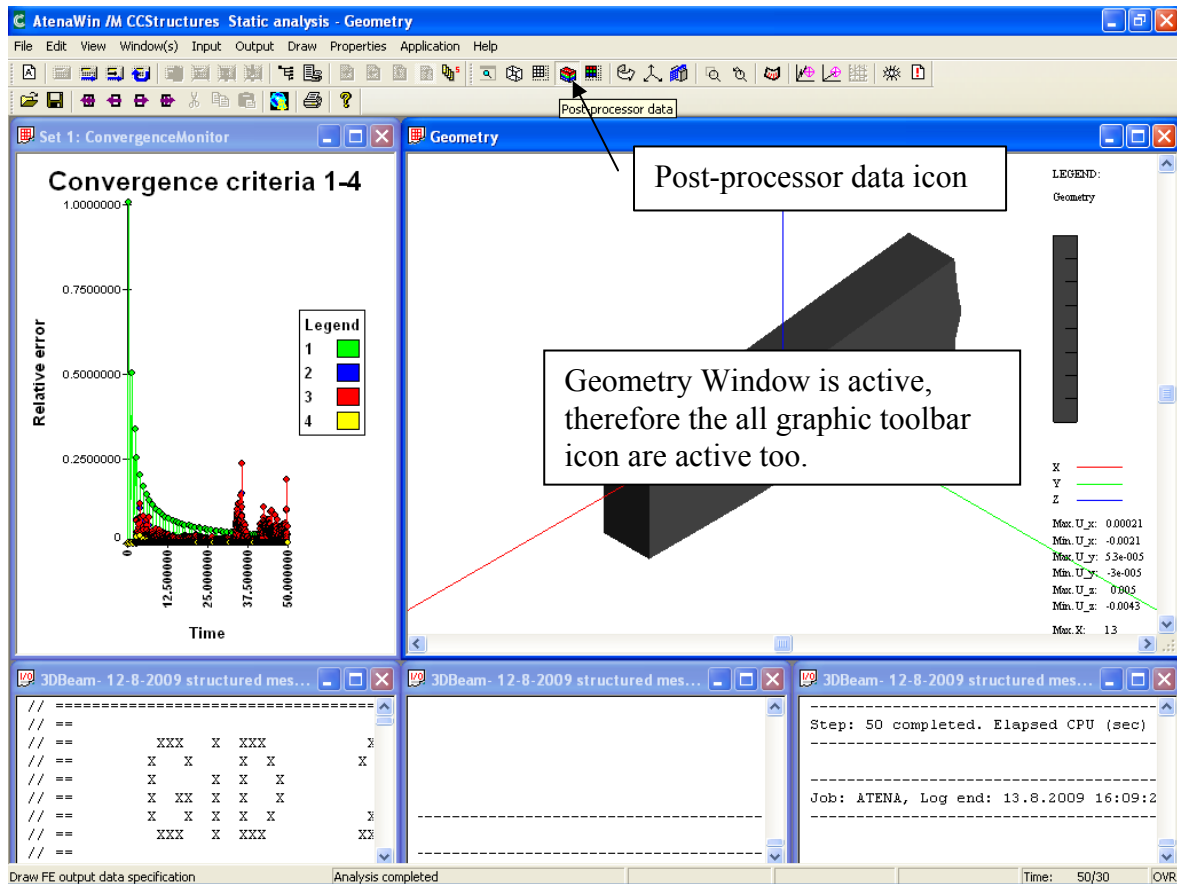 AtenaWin /M CCStructures Static analysis - Geometry
File Edit View Window(s) Input Output Draw Properties Application Help
Post-processor data
Set 1: ConvergenceMonitor
Convergence criteria 1-4
1.0000000
0.7500000
0.5000000
0.2500000
0
Relative error
Legend
1
2
3
4
0
12.500000
25.000000
37.500000
50.000000
Time
Geometry
Post-processor data icon
Geometry Window is active,
therefore the all graphic toolbar
icon are active too.
LEGEND:
Geometry
X
Y
Z
Max. U_x: 0.00021
Min. U_x: -0.0021
Max. U_y: 5.3e-005
Min. U_y: -3e-005
Max. U_z: 0.005
Min. U_z: -0.0043
Max. X: 13
3DBeam- 12-8-2009 structured mes...
// ==================================
// ==
// == XXX X XXX X
// == X X X X X
// == X X X X
// == X XX X X X
// == X X X X X X
// == XXX X XXX XX
// ==
3DBeam- 12-8-2009 structured mes...
3DBeam- 12-8-2009 structured mes...
Step: 50 completed. Elapsed CPU (sec)
Job: ATENA, Log end: 13.8.2009 16:09:2
Draw FE output data specification
Analysis completed
Time: 50/30 OVR